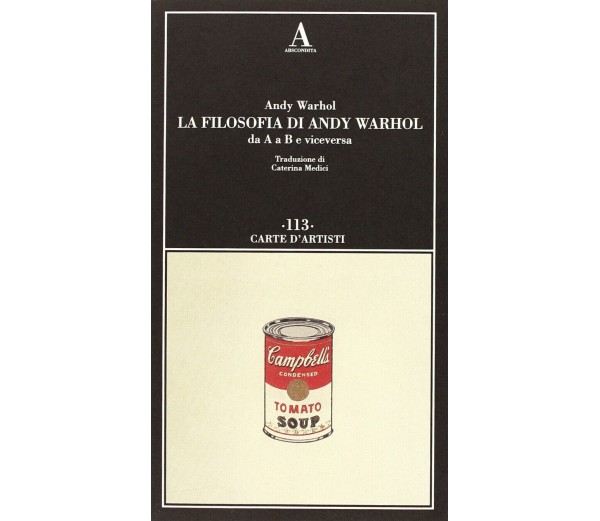 A
ABSCONDITA
Andy Warhol
LA FILOSOFIA DI ANDY WARHOL
da A a B e viceversa
Traduzione di
Caterina Medici
·113·
CARTE D'ARTISTI
Campbell's
CONDENSED
TOMATO
SOUP